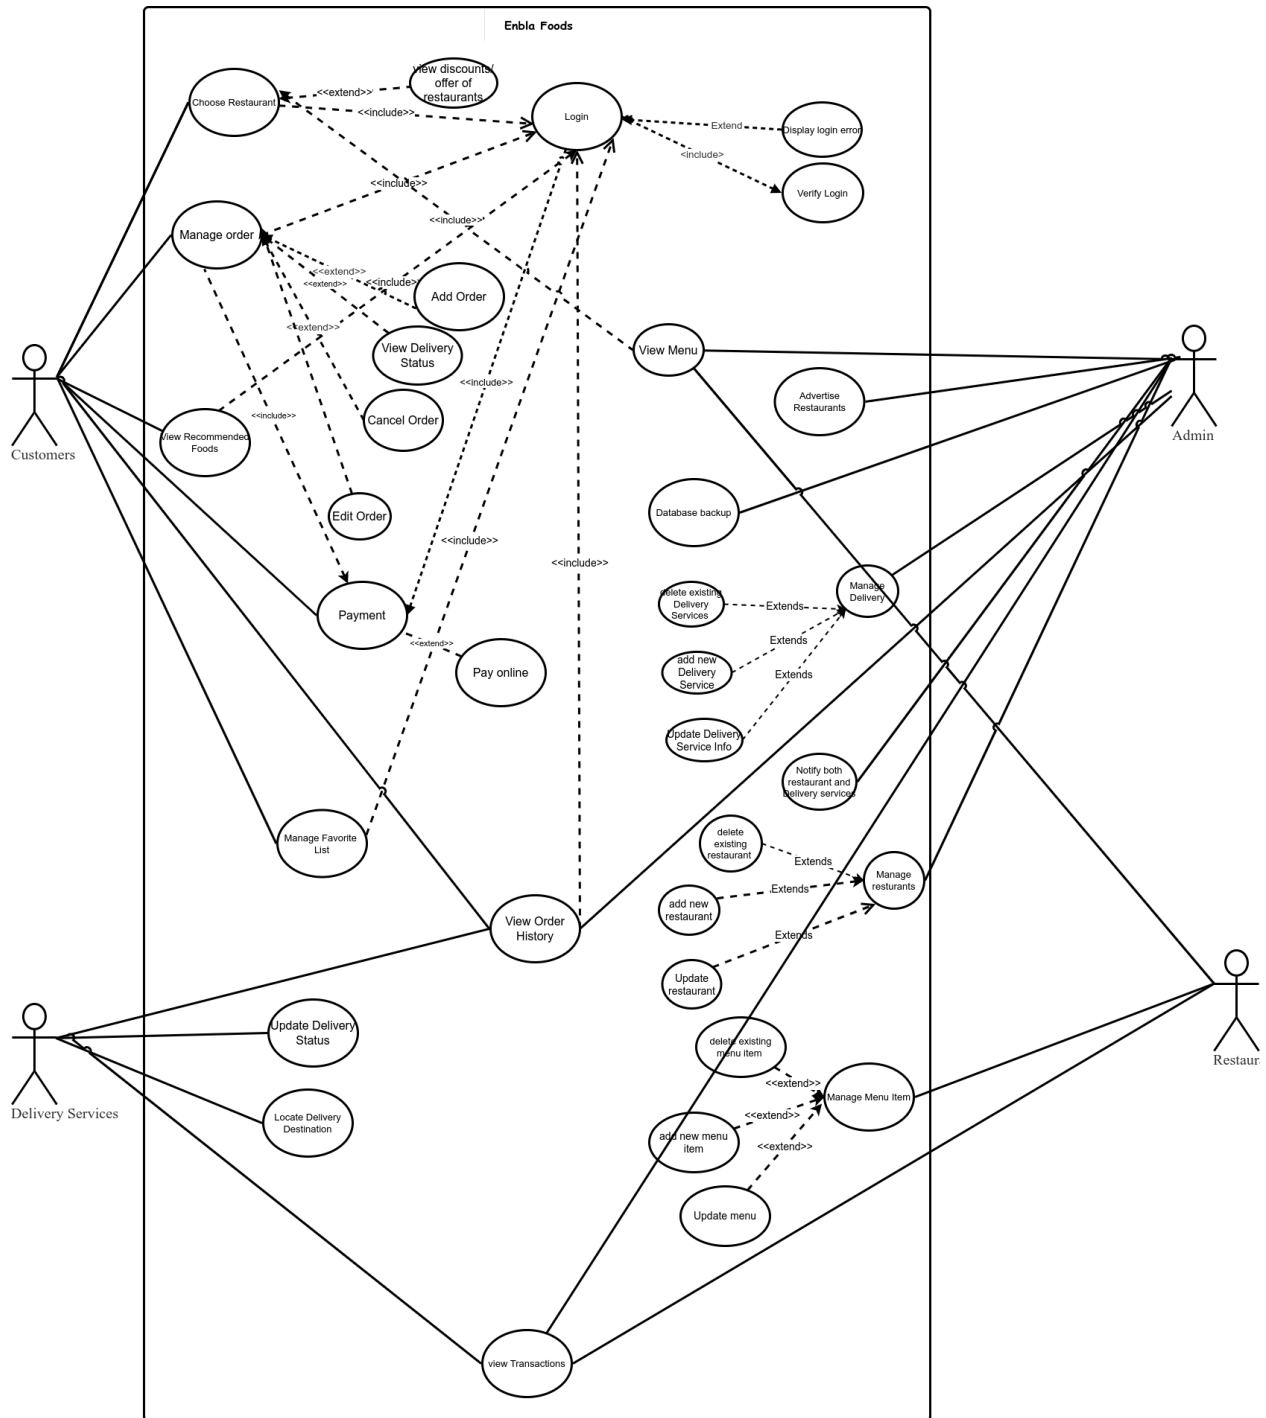 Enbla Foods
view discounts/
offer of
restaurants
Choose Restaurant
<<extend>>
<<include>>
Login
Extend
Display login error
<include>
Verify Login
<<include>>
<<include>>
Manage order
<<extend>>
<<extend>>
<<include>
Add Order
<<extend>>
View Delivery
Status
View Menu
<<include>>
Advertise
Restaurants
Cancel Order
<<include>>
View Recommended
Foods
Customers
Admin
Edit Order
Database backup
<<include>>
<<include>>
Payment
<<extend>>
Pay online
delete existing
Delivery
Services
Extends
Manage
Delivery
Extends
add new
Delivery
Service
Extends
Update Delivery
Service Info
Notify both
restaurant and
Delivery services
Manage Favorite
List
delete
existing
restaurant
Extends
Manage
resturants
Extends
add new
restaurant
Extends
View Order
History
Update
restaurant
Update Delivery
Status
delete existing
menu item
Restaur
<<extend>>
Manage Menu Item
Delivery Services
Locate Delivery
Destination
<<extend>>
add new menu
item
<<extend>>
Update menu
view Transactions